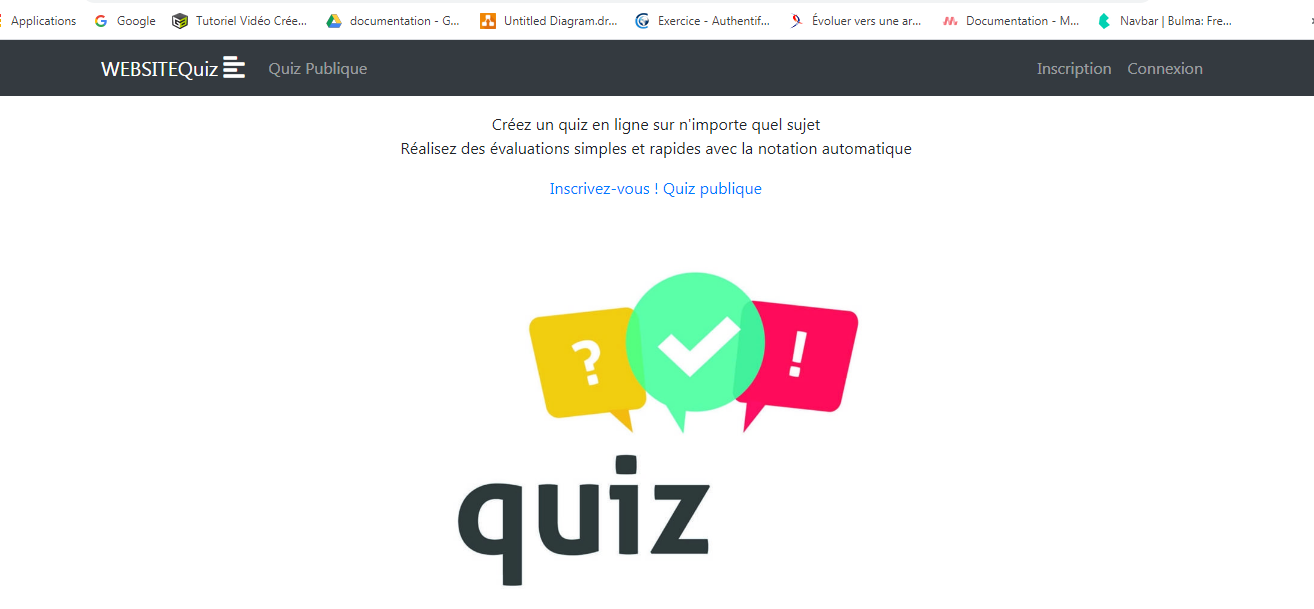 Applications Google Tutoriel Vidéo Crée... documentation - G... Untitled Diagram.dr... Exercice - Authentif... Évoluer vers une ar... Documentation - M... Navbar | Bulma: Fre...
WEBSITEQuiz Quiz Publique Inscription Connexion
Créez un quiz en ligne sur n'importe quel sujet
Réalisez des évaluations simples et rapides avec la notation automatique
Inscrivez-vous ! Quiz publique
? !
quiz